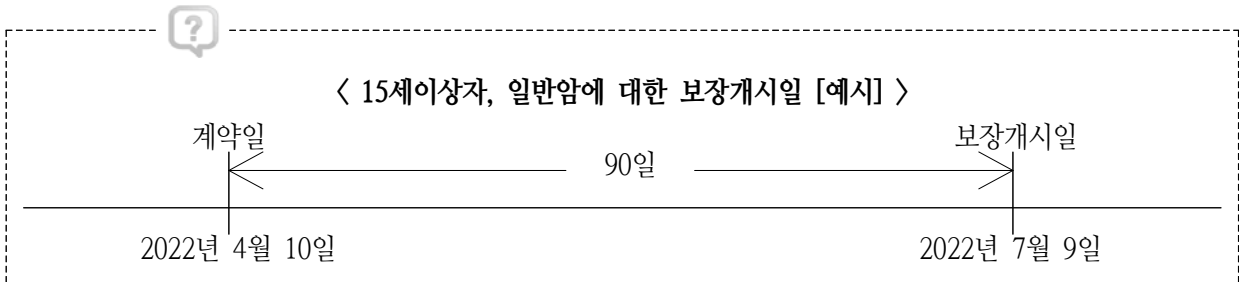 ?
< 15세이상자, 일반암에 대한 보장개시일 [예시] >
계약일 보장개시일
90일
2022년 4월 10일 2022년 7월 9일